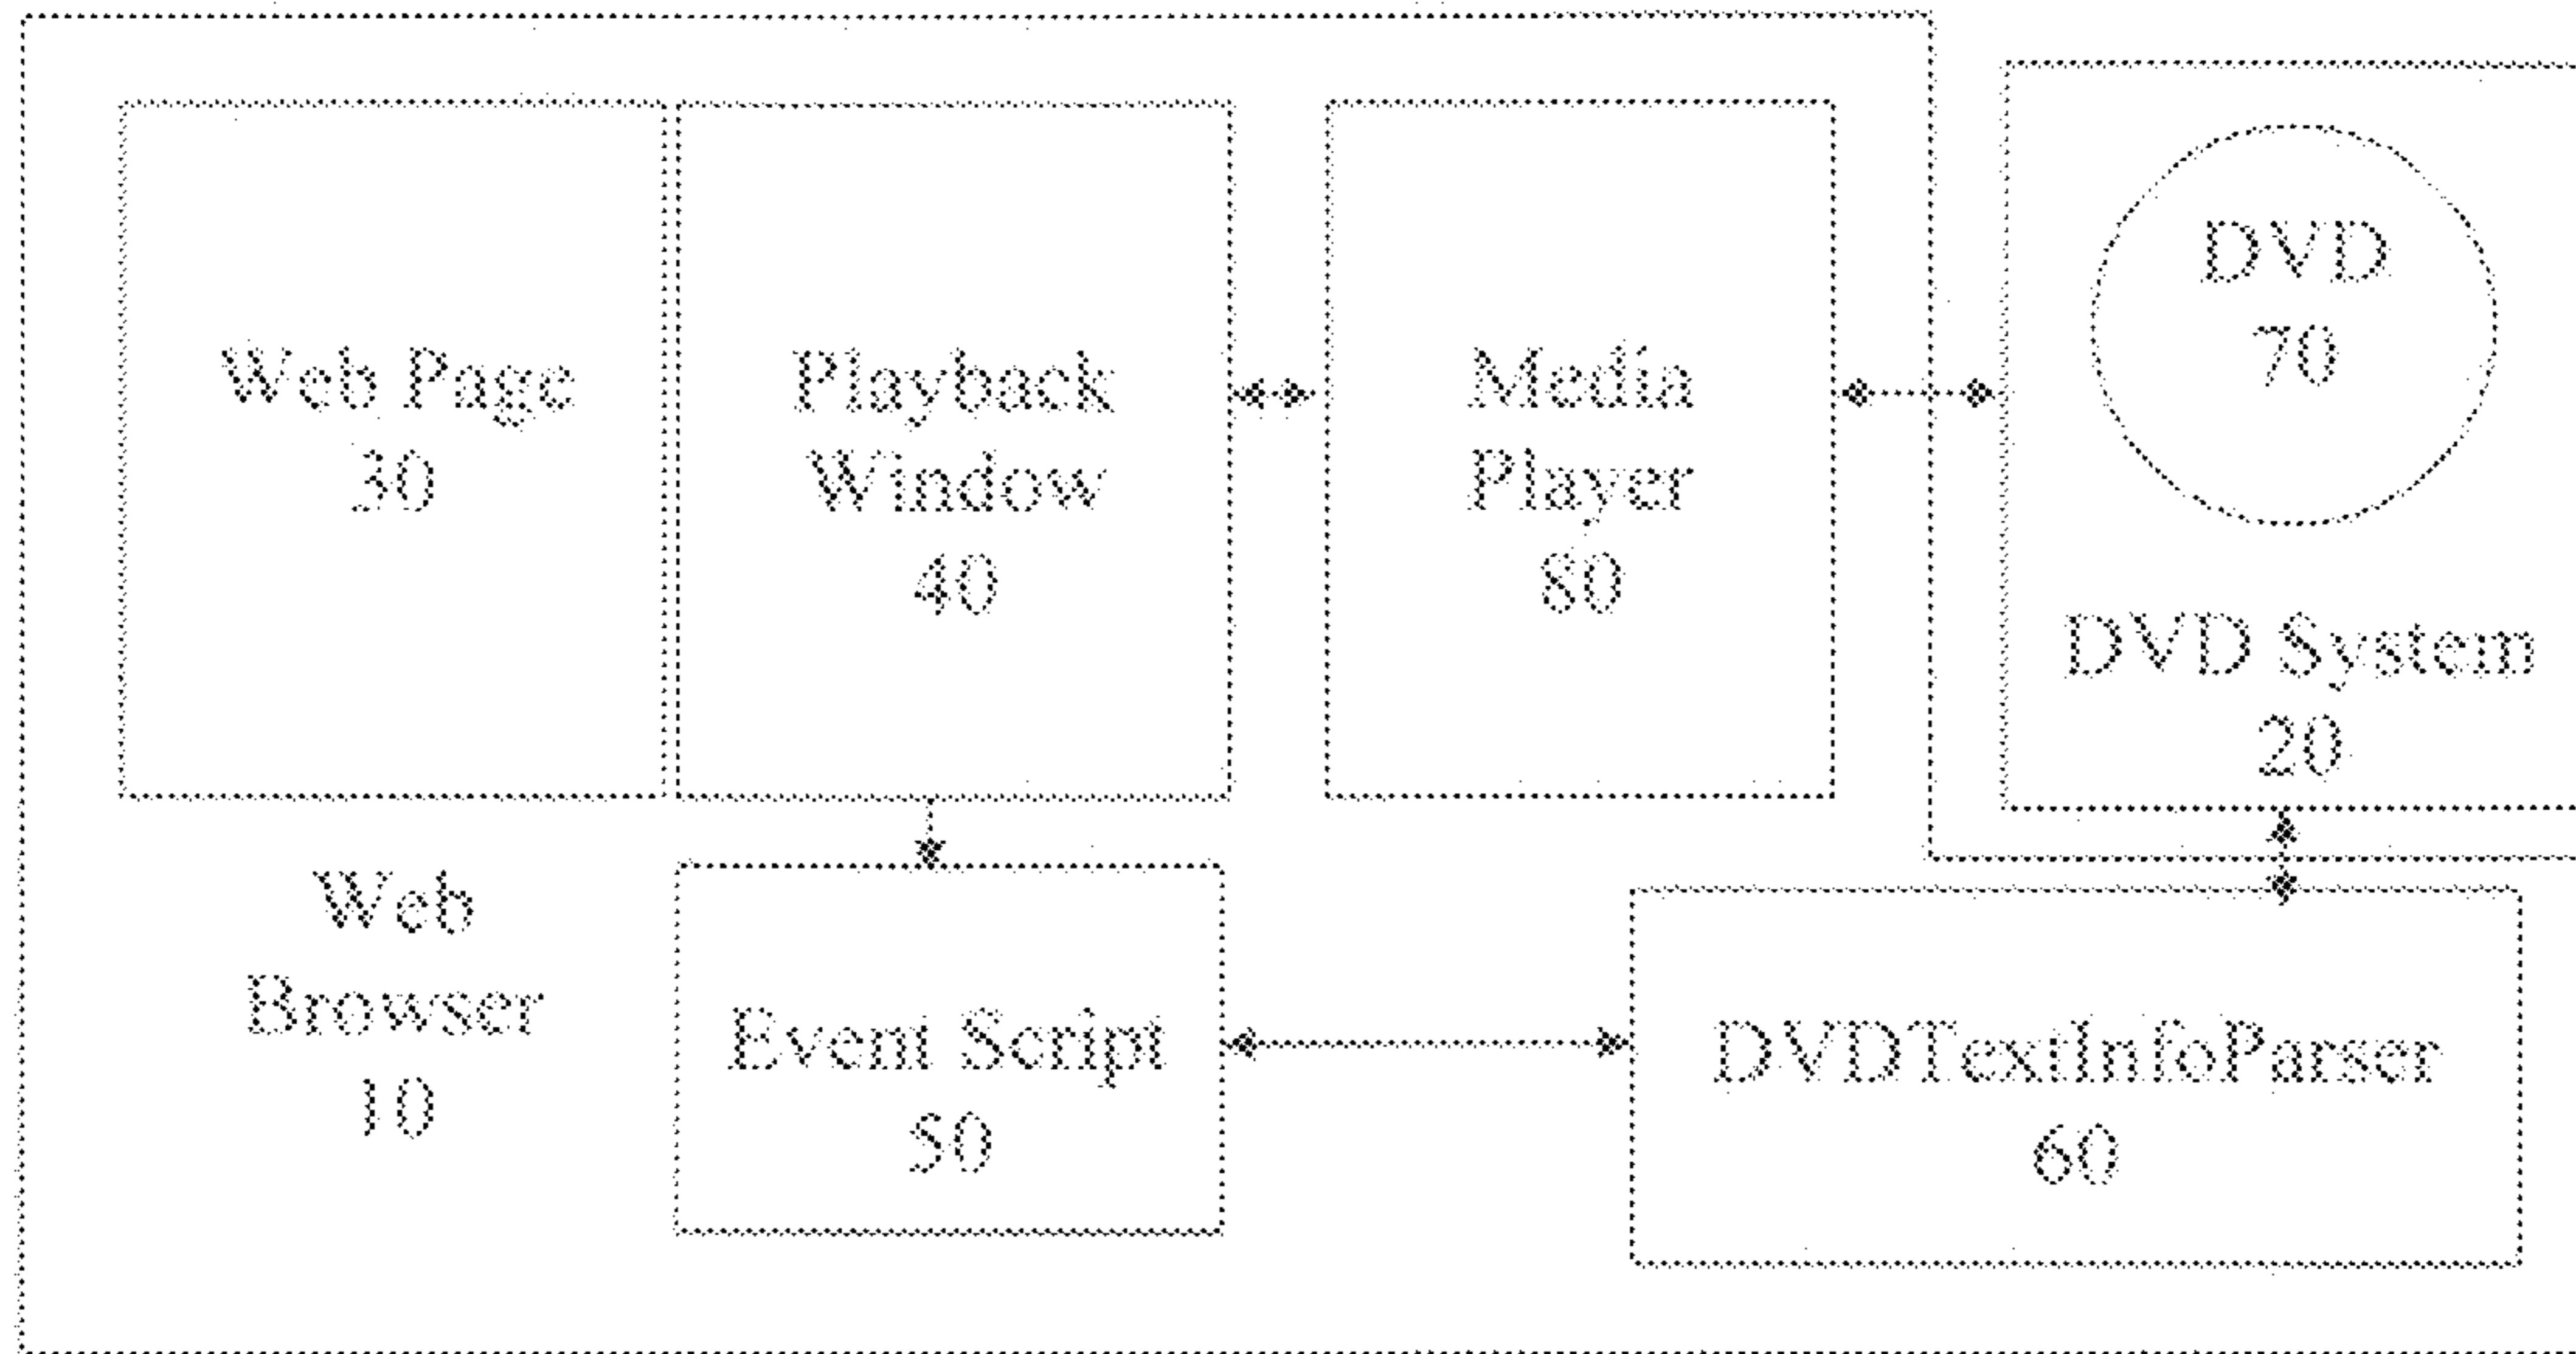 Web Page
30
Playback
Window
40
Media
Player
80
DVD
70
DVD System
20
Web
Browser
10
Event Script
50
DVDTextInfoParser
60